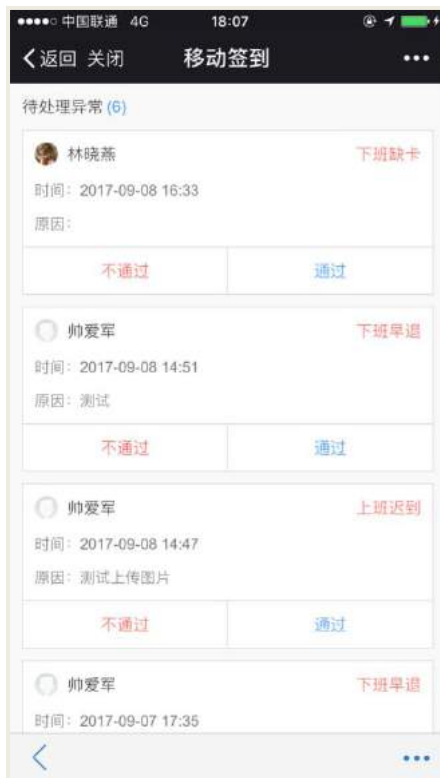 中国联通 4G 18:07
返回 关闭 移动签到
待处理异常 (6)
林晓燕 下班缺卡
时间：2017-09-08 16:33
原因：
不通过 通过
帅爱军 下班早退
时间：2017-09-08 14:51
原因：测试
不通过 通过
帅爱军 上班迟到
时间：2017-09-08 14:47
原因：测试上传图片
不通过 通过
帅爱军 下班早退
时间：2017-09-07 17:35